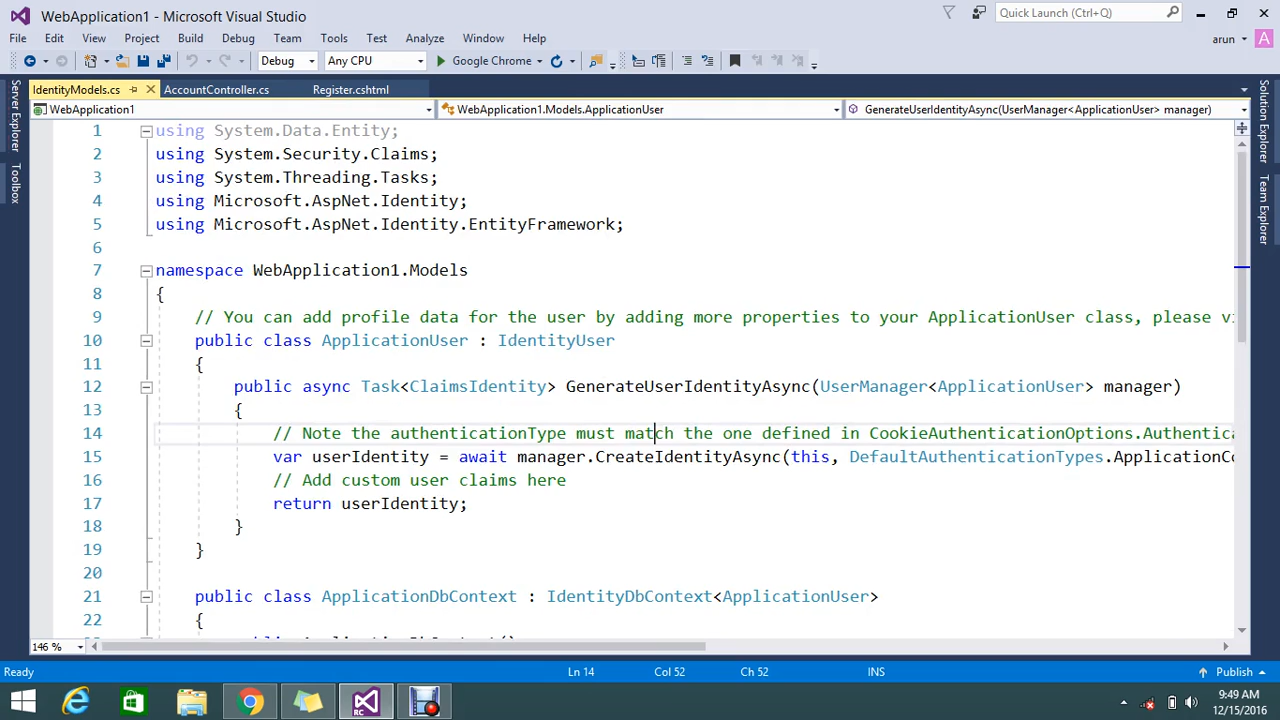 WebApplication1 - Microsoft Visual Studio
Quick Launch (Ctrl+Q)
File Edit View Project Build Debug Team Tools Test Analyze Window Help
arun A
Debug Any CPU Google Chrome
IdentityModels.cs AccountController.cs Register.cshtml
WebApplication1 WebApplication1.Models.ApplicationUser GenerateUserIdentityAsync(UserManager<ApplicationUser> manager)
Server Explorer
Toolbox
Solution Explorer
Team Explorer
1 using System.Data.Entity;
2 using System.Security.Claims;
3 using System.Threading.Tasks;
4 using Microsoft.AspNet.Identity;
5 using Microsoft.AspNet.Identity.EntityFramework;
6
7 namespace WebApplication1.Models
8 {
9 // You can add profile data for the user by adding more properties to your ApplicationUser class, please vi
10 public class ApplicationUser : IdentityUser
11 {
12 public async Task<ClaimsIdentity> GenerateUserIdentityAsync(UserManager<ApplicationUser> manager)
13 {
14 // Note the authenticationType must match the one defined in CookieAuthenticationOptions.Authentica
15 var userIdentity = await manager.CreateIdentityAsync(this, DefaultAuthenticationTypes.ApplicationCo
16 // Add custom user claims here
17 return userIdentity;
18 }
19 }
20
21 public class ApplicationDbContext : IdentityDbContext<ApplicationUser>
22 {
146 %
Ready Ln 14 Col 52 Ch 52 INS Publish
RC
9:49 AM
12/15/2016